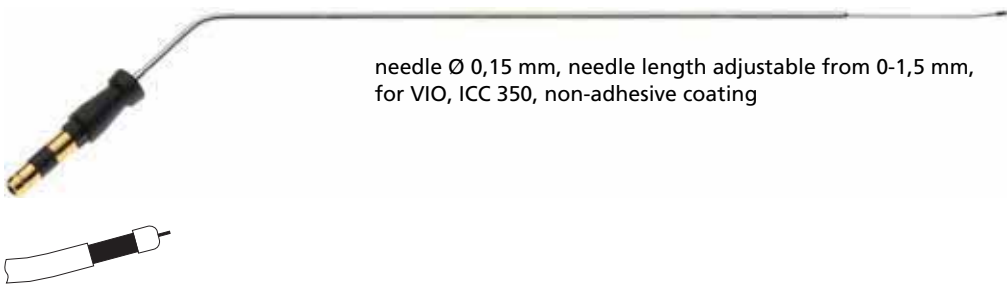 needle Ø 0,15 mm, needle length adjustable from 0-1,5 mm,
for VIO, ICC 350, non-adhesive coating